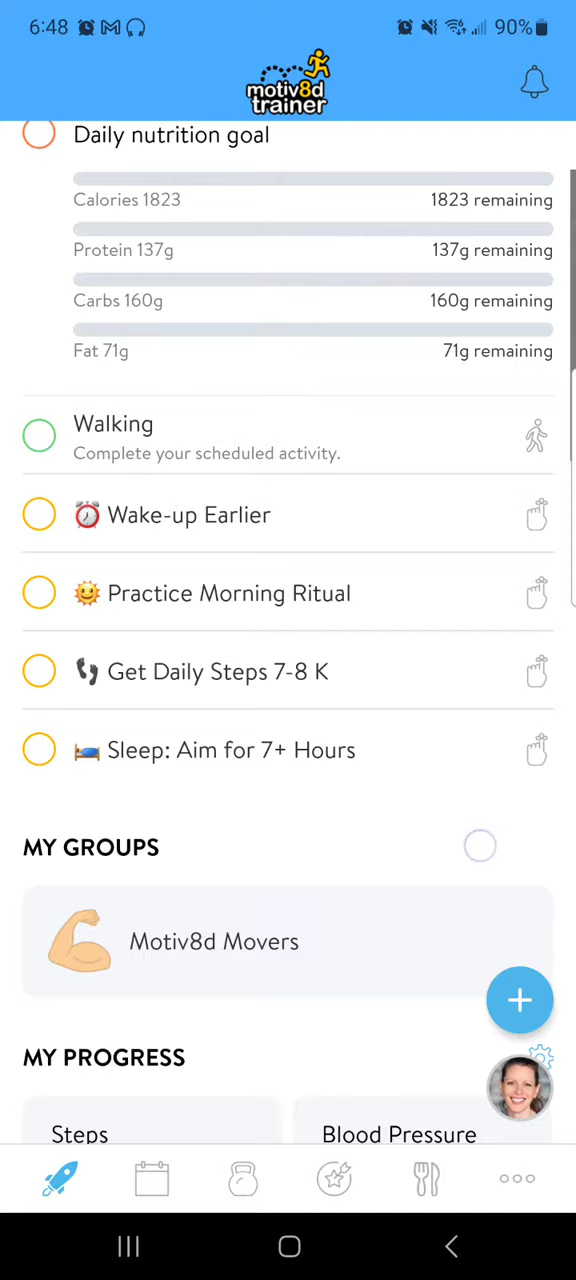 6:48
90%
motiv8d
trainer
Daily nutrition goal
Calories 1823
1823 remaining
Protein 137g
137g remaining
Carbs 160g
160g remaining
Fat 71g
71g remaining
Walking
Complete your scheduled activity.
Wake-up Earlier
Practice Morning Ritual
Get Daily Steps 7-8 K
Sleep: Aim for 7+ Hours
MY GROUPS
Motiv8d Movers
MY PROGRESS
Steps
Blood Pressure